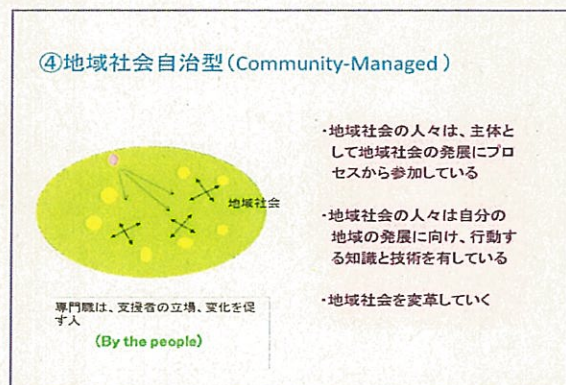 ④地域社会自治型(Community-Managed )
地域社会
専門職は、支援者の立場、変化を促
す人
(By the people)
・地域社会の人々は、主体と
して地域社会の発展にプロ
セスから参加している
・地域社会の人々は自分の
地域の発展に向け、行動す
る知識と技術を有している
・地域社会を変革していく